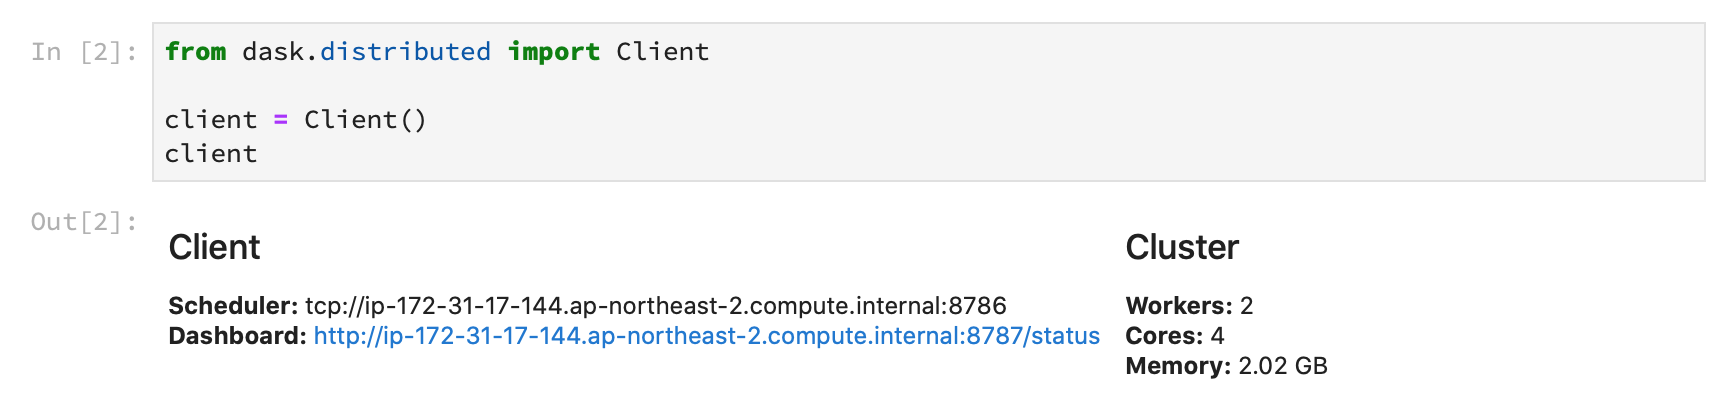 In [2]:
from dask.distributed import Client
client = Client()
client
Out[2]:
Client
Scheduler: tcp://ip-172-31-17-144.ap-northeast-2.compute.internal:8786
Dashboard: http://ip-172-31-17-144.ap-northeast-2.compute.internal:8787/status
Cluster
Workers: 2
Cores: 4
Memory: 2.02 GB